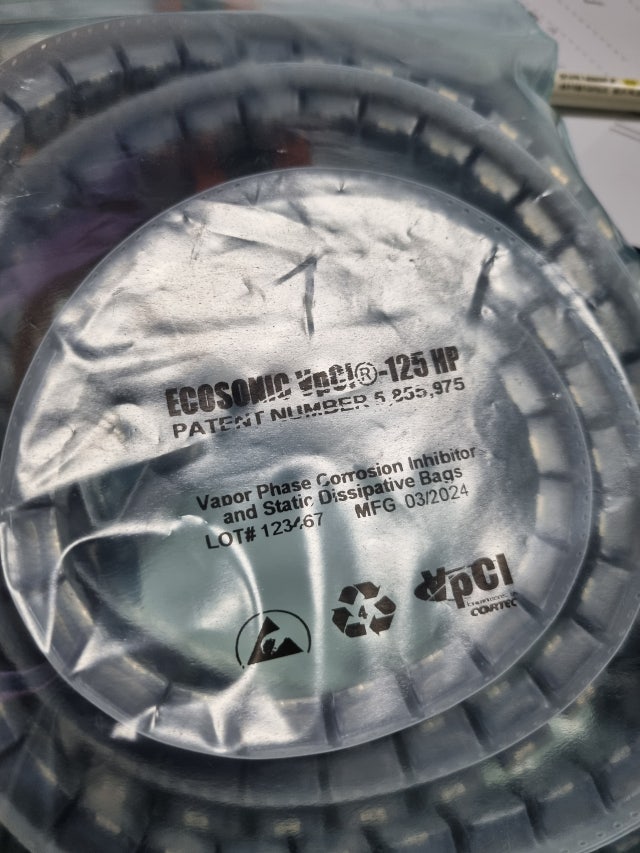 ECOSONIC VpCI®-125 HP
PATENT NUMBER 5,855,975
Vapor Phase Corrosion Inhibitor
and Static Dissipative Bags
LOT# 123467 MFG 03/2024
4
VpCI
CORTEC